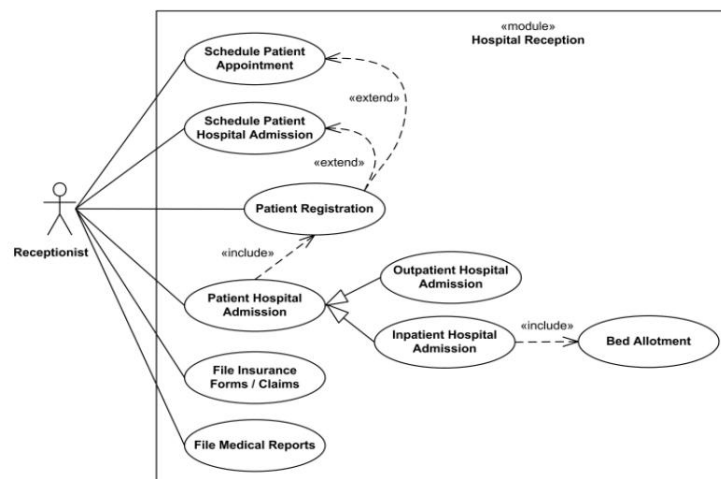 «module»
Hospital Reception
Schedule Patient
Appointment
«extend»
Schedule Patient
Hospital Admission
«extend»
Patient Registration
Receptionist
«include»
Outpatient Hospital
Admission
Patient Hospital
Admission
Inpatient Hospital
Admission
«include»
Bed Allotment
File Insurance
Forms / Claims
File Medical Reports